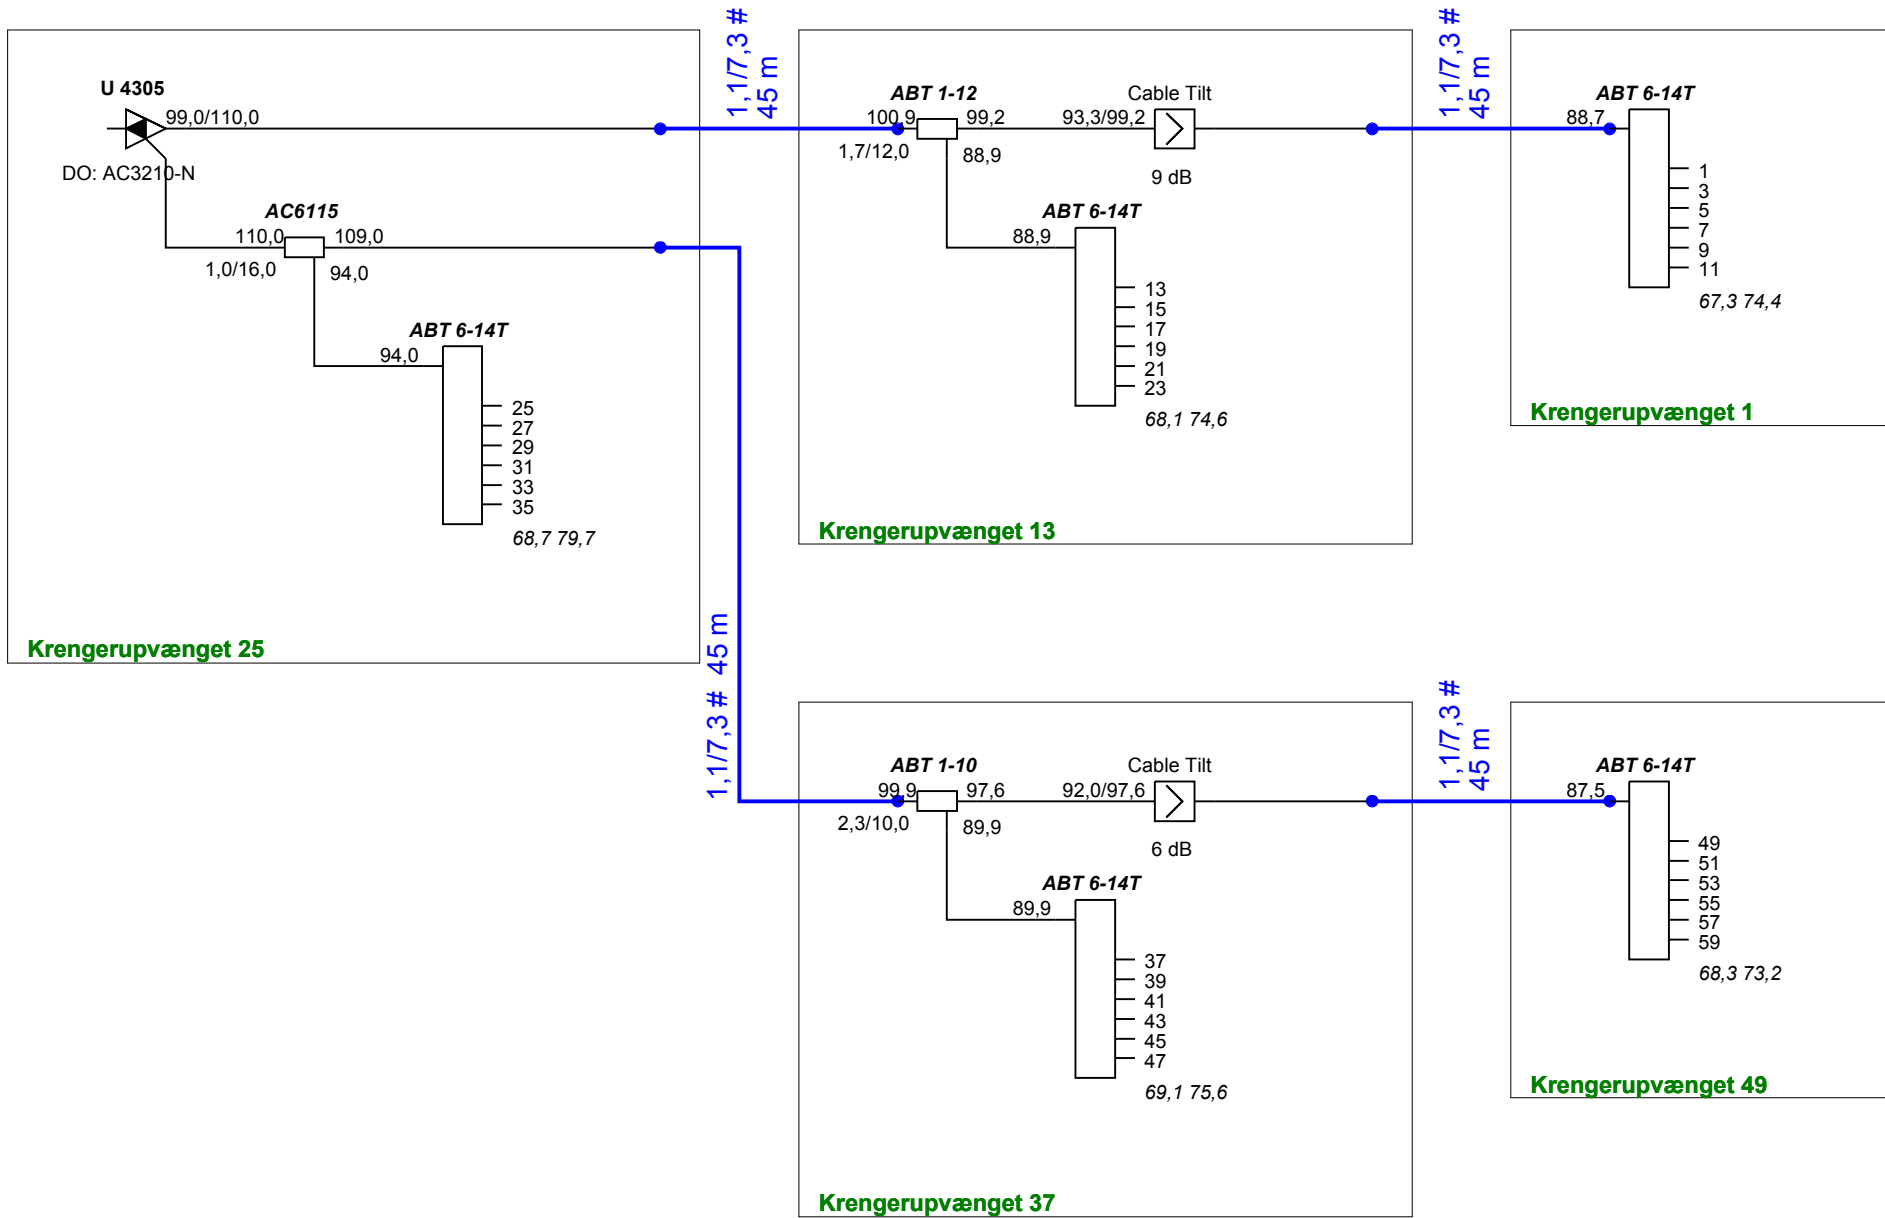 U 4305
99,0/110,0
DO: AC3210-N
AC6115
110,0
109,0
1,0/16,0
94,0
ABT 6-14T
94,0
25
27
29
31
33
35
68,7 79,7
Krengerupvænget 25
1,1/7,3 #
45 m
ABT 1-12
100,9
99,2
1,7/12,0
88,9
93,3/99,2
Cable Tilt
9 dB
ABT 6-14T
88,9
13
15
17
19
21
23
68,1 74,6
Krengerupvænget 13
1,1/7,3 #
45 m
ABT 6-14T
88,7
1
3
5
7
9
11
67,3 74,4
Krengerupvænget 1
1,1/7,3 # 45 m
ABT 1-10
99,9
97,6
2,3/10,0
89,9
92,0/97,6
Cable Tilt
6 dB
ABT 6-14T
89,9
37
39
41
43
45
47
69,1 75,6
Krengerupvænget 37
1,1/7,3 #
45 m
ABT 6-14T
87,5
49
51
53
55
57
59
68,3 73,2
Krengerupvænget 49